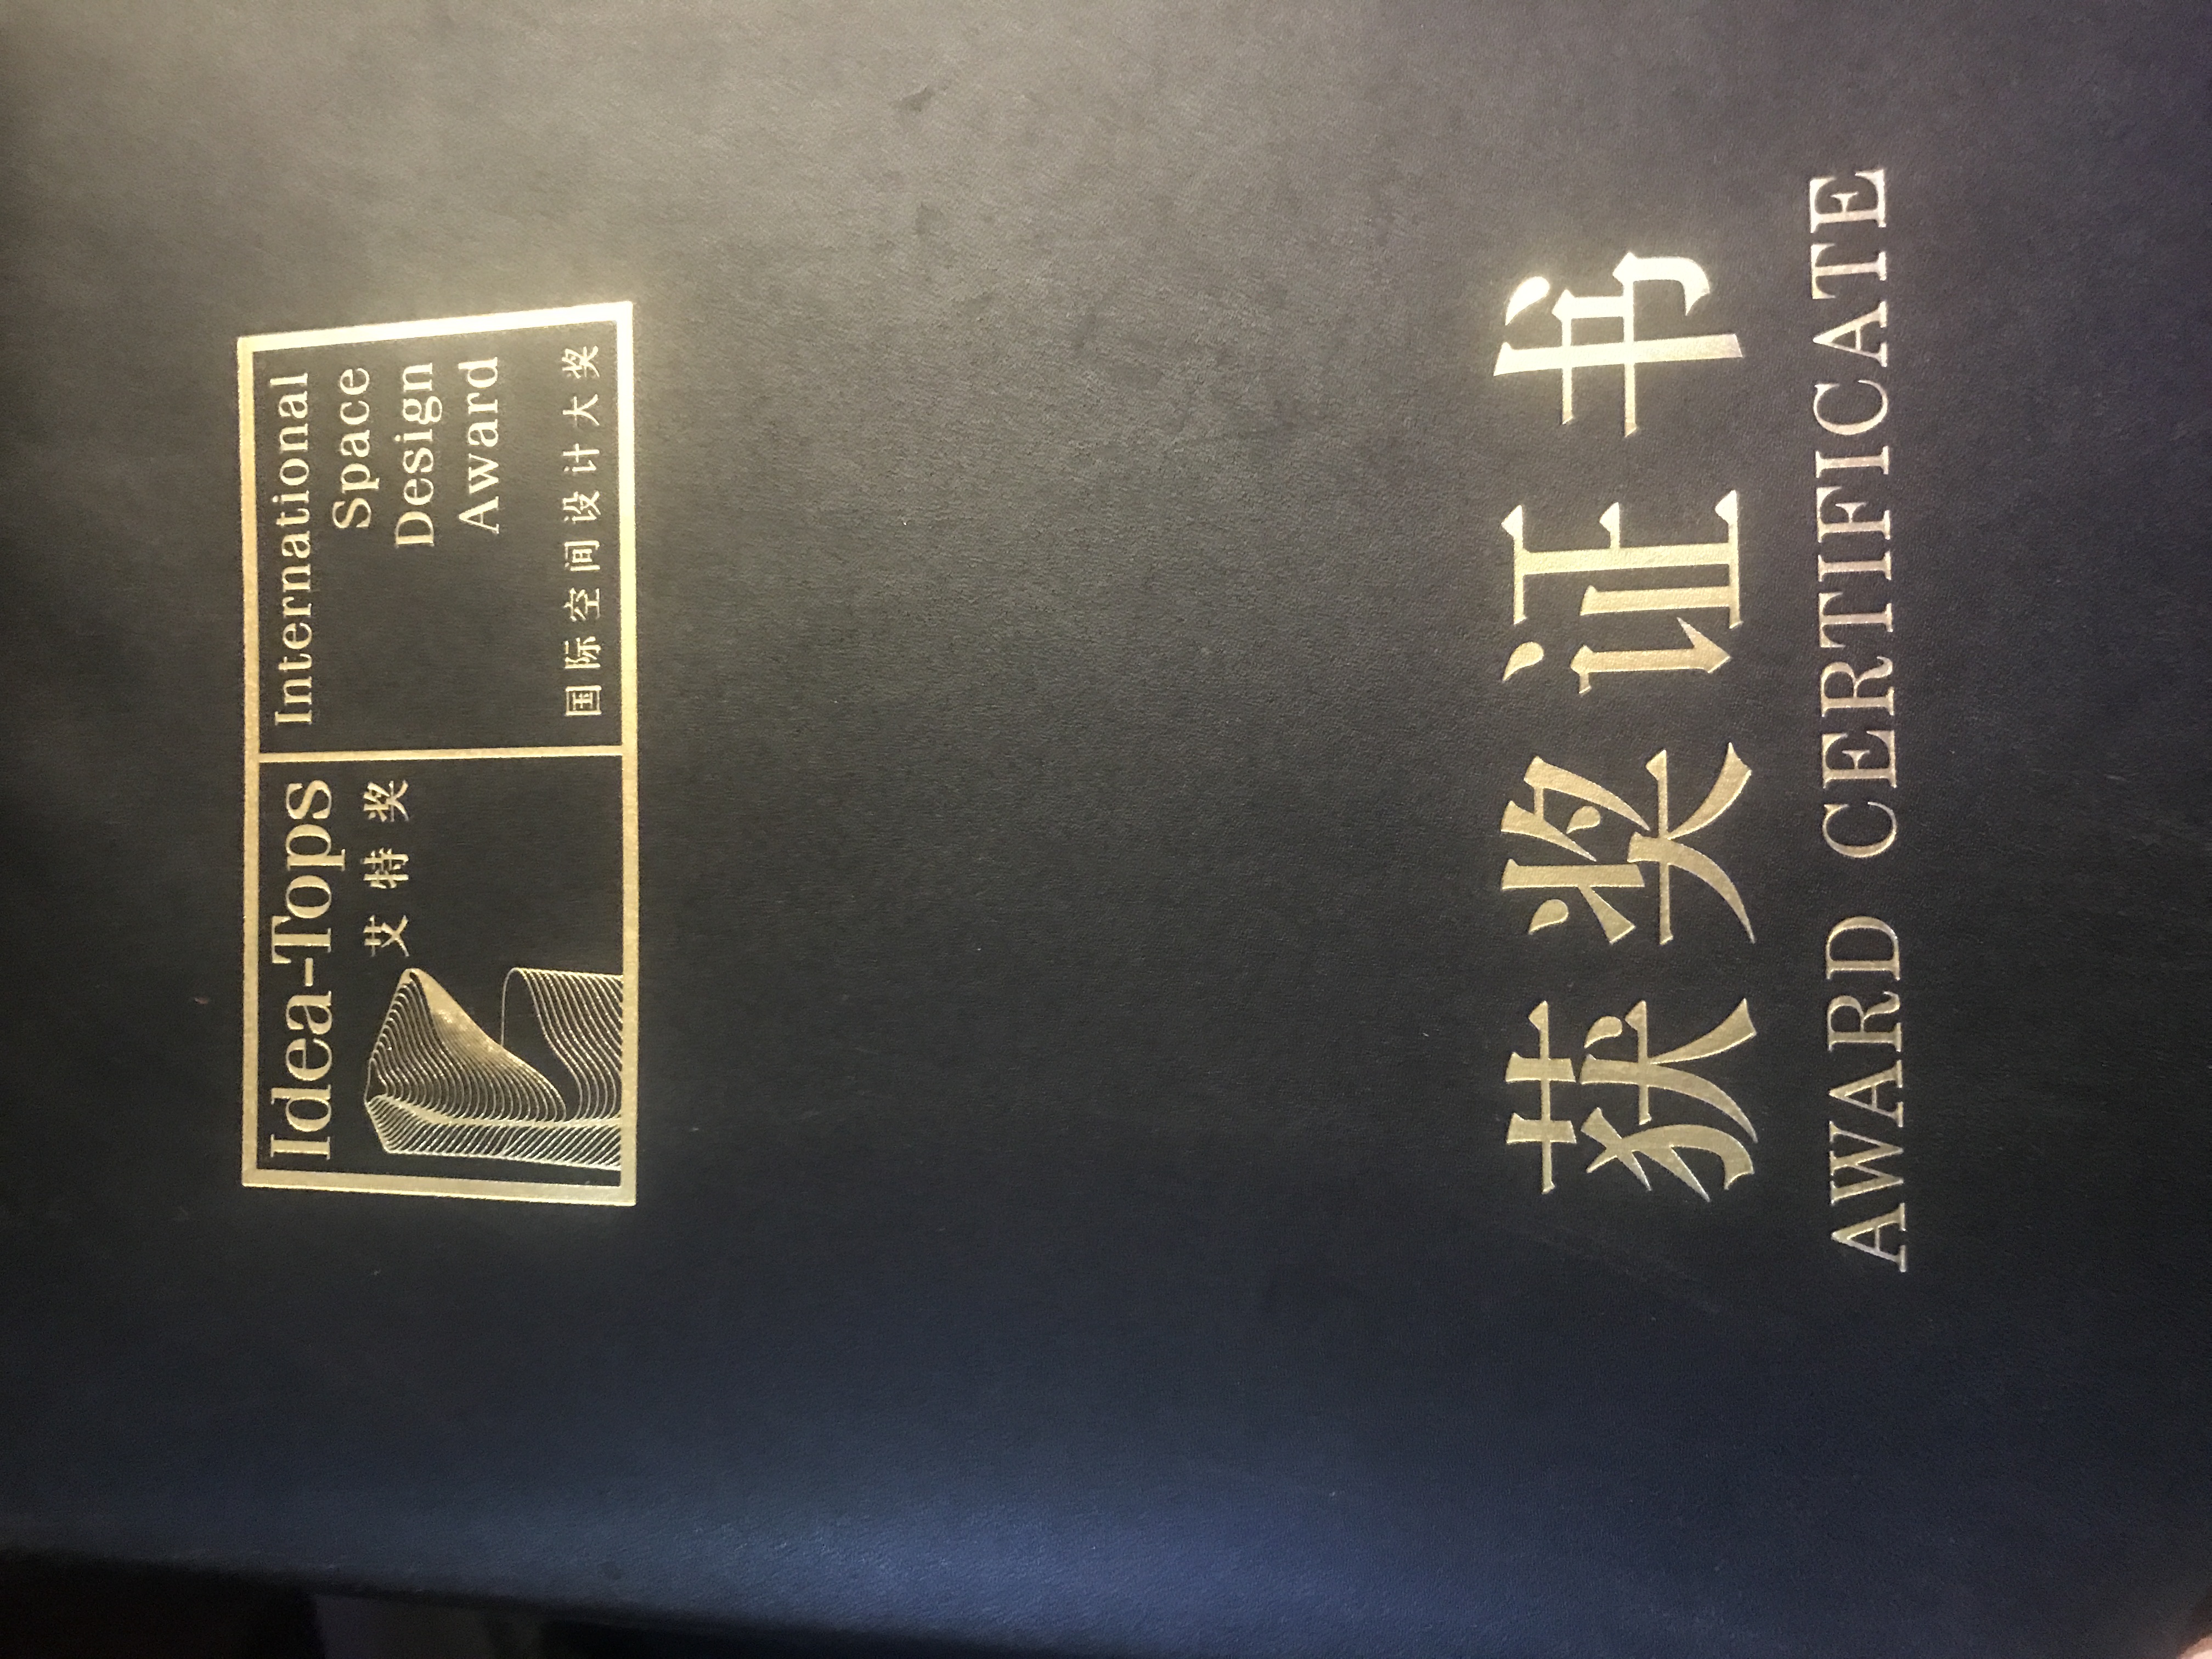 Idea-Tops
艾特奖
International
Space
Design
Award
国际空间设计大奖
获奖证书
AWARD CERTIFICATE